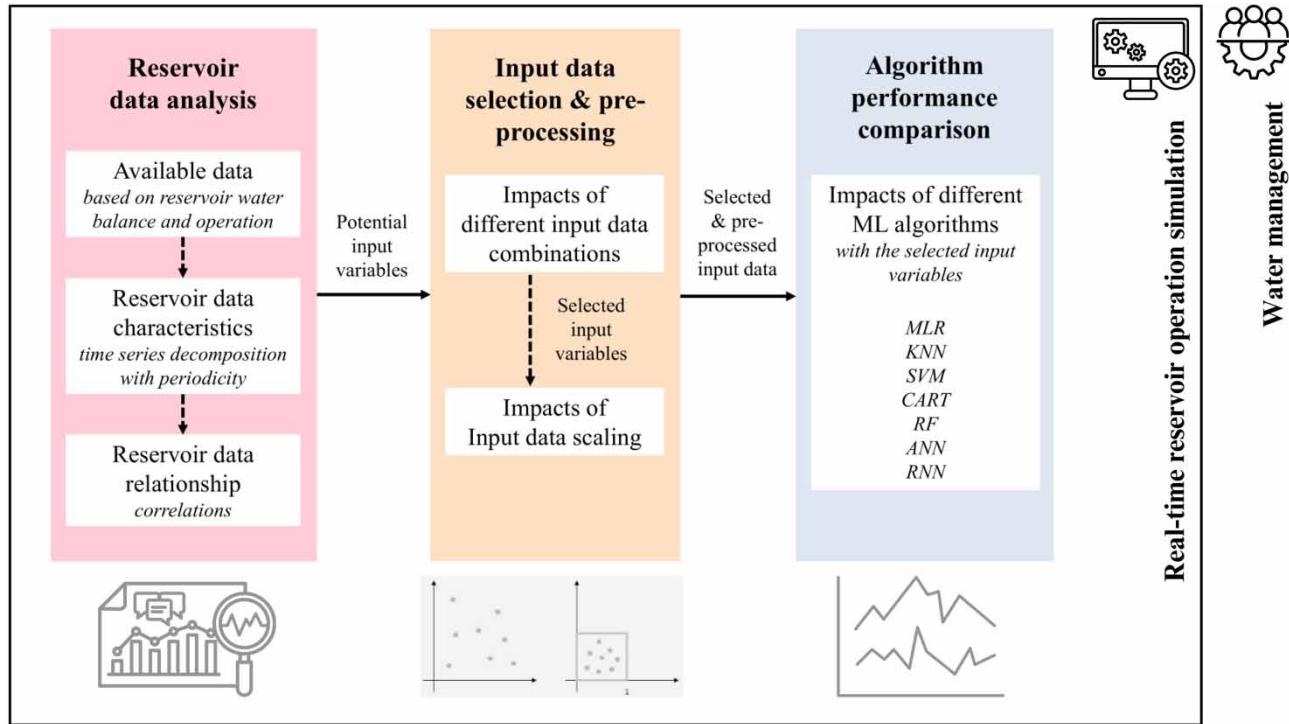 Reservoir
data analysis
Available data
based on reservoir water
balance and operation
Reservoir data
characteristics
time series decomposition
with periodicity
Reservoir data
relationship
correlations
Potential
input
variables
Input data
selection & pre-
processing
Impacts of
different input data
combinations
Selected
input
variables
Impacts of
Input data scaling
Selected
& pre-
processed
input data
Algorithm
performance
comparison
Impacts of different
ML algorithms
with the selected input
variables
MLR
KNN
SVM
CART
RF
ANN
RNN
1
Real-time reservoir operation simulation
Water management